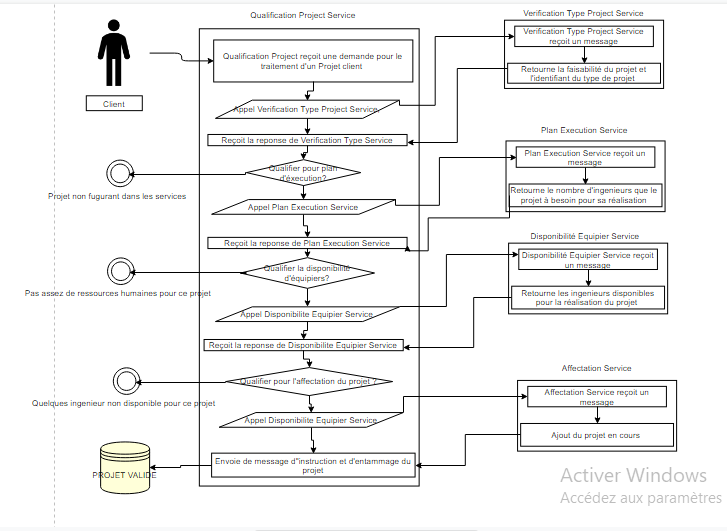 Qualification Project Service
Verification Type Project Service
Verification Type Project Service
reçoit un message
Qualification Project reçoit une demande pour le
traitement d'un Projet client
Retourne la faisabilité du projet et
l'identifiant du type de projet
Client
Appel Verification Type Project Service
Plan Execution Service
Reçoit la reponse de Verification Type Service
Plan Execution Service reçoit un
message
Qualifier pour plan
d'éxecution?
Projet non fugurant dans les services
Retourne le nombre d'ingenieurs que le
projet à besoin pour sa réalisation
Appel Plan Execution Service
Disponibilité Equipier Service
Reçoit la reponse de Plan Execution Service
Disponibilité Equipier Service reçoit
un message
Qualifier la disponibilité
d'équipiers?
Pas assez de ressources humaines pour ce projet
Retourne les ingenieurs disponibles
pour la réalisation du projet
Appel Disponibilite Equipier Service
Reçoit la reponse de Disponibilite Equipier Service
Affectation Service
Qualifier pour l'affectation du projet ?
Affectation Service reçoit un
message
Quelques ingenieur non disponible pour ce projet
Appel Disponibilite Equipier Service
Ajout du projet en cours
Envoie de message d"instruction et d'entammage du
projet
PROJET VALIDE
Activer Windows
Accédez aux paramètres